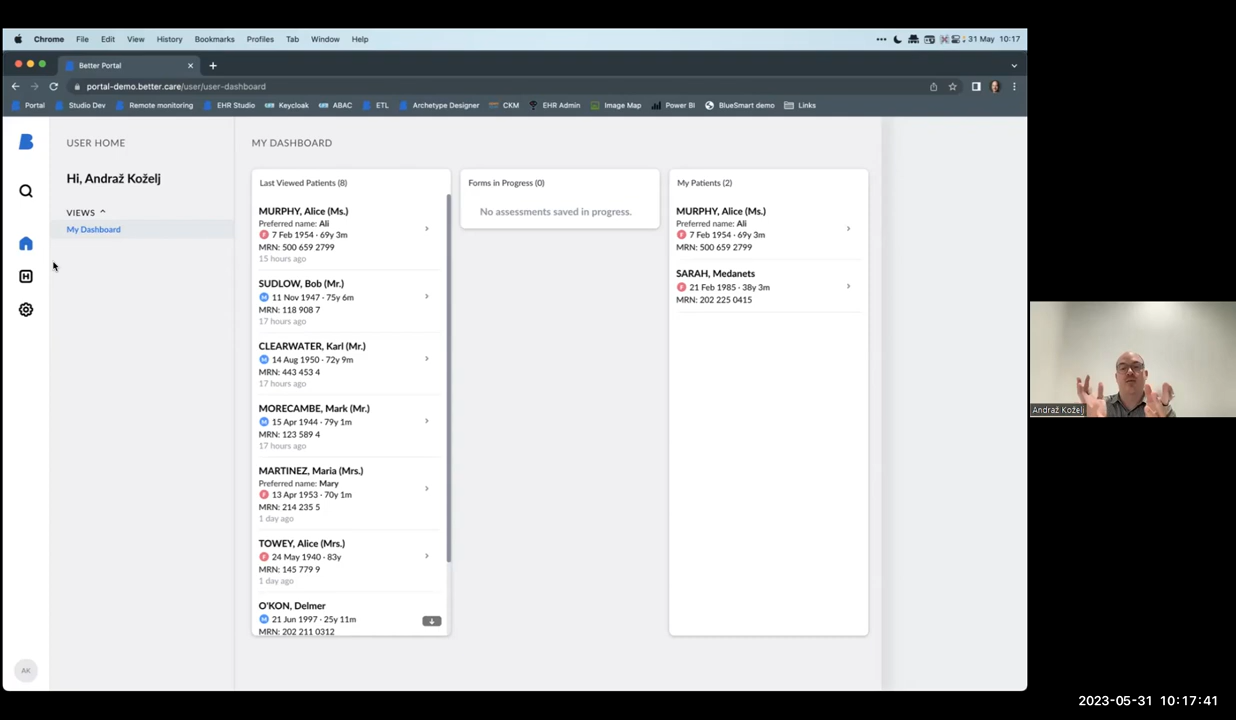 Chrome File Edit View History Bookmarks Profiles Tab Window Help
31 May 10:17
Better Portal
portal-demo.better.care/user/user-dashboard
Portal Studio Dev Remote monitoring EHR Studio Keycloak ABAC ETL Archetype Designer CKM EHR Admin Image Map Power BI BlueSmart demo Links
USER HOME
Hi, Andraž Koželj
VIEWS
My Dashboard
AK
MY DASHBOARD
Last Viewed Patients (8)
MURPHY, Alice (Ms.)
Preferred name: Ali
F 7 Feb 1954 · 69y 3m
MRN: 500 659 2799
15 hours ago
SUDLOW, Bob (Mr.)
M 11 Nov 1947 · 75y 6m
MRN: 118 908 7
17 hours ago
CLEARWATER, Karl (Mr.)
M 14 Aug 1950 · 72y 9m
MRN: 443 453 4
17 hours ago
MORECAMBE, Mark (Mr.)
M 15 Apr 1944 · 79y 1m
MRN: 123 589 4
17 hours ago
MARTINEZ, Maria (Mrs.)
Preferred name: Mary
F 13 Apr 1953 · 70y 1m
MRN: 214 235 5
1 day ago
TOWEY, Alice (Mrs.)
F 24 May 1940 · 83y
MRN: 145 779 9
1 day ago
O'KON, Delmer
M 21 Jun 1997 · 25y 11m
MRN: 202 211 0312
Forms in Progress (0)
No assessments saved in progress.
My Patients (2)
MURPHY, Alice (Ms.)
Preferred name: Ali
F 7 Feb 1954 · 69y 3m
MRN: 500 659 2799
SARAH, Medanets
F 21 Feb 1985 · 38y 3m
MRN: 202 225 0415
Andraž Koželj
2023-05-31 10:17:41